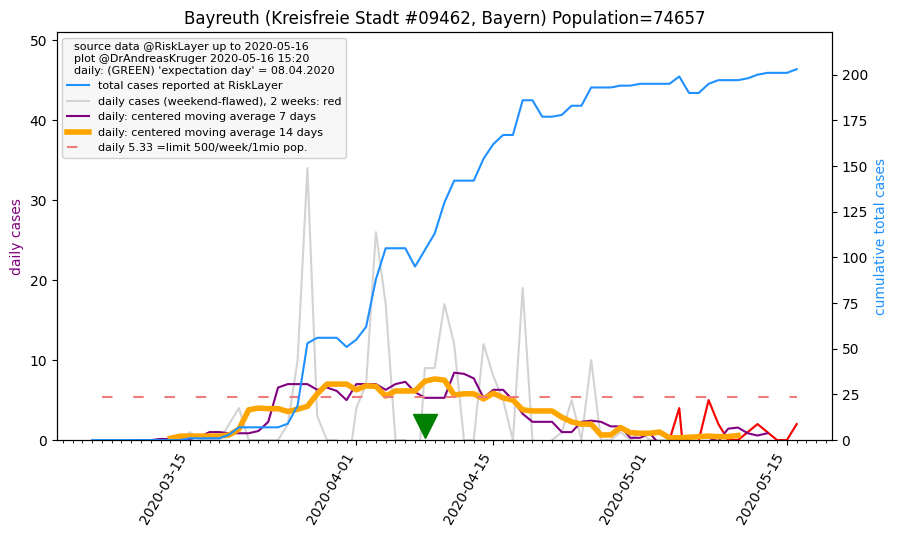 Bayreuth (Kreisfreie Stadt #09462, Bayern) Population=74657
source data @RiskLayer up to 2020-05-16
plot @DrAndreasKruger 2020-05-16 15:20
daily: (GREEN) 'expectation day' = 08.04.2020
total cases reported at RiskLayer
daily cases (weekend-flawed), 2 weeks: red
daily: centered moving average 7 days
daily: centered moving average 14 days
daily 5.33 =limit 500/week/1mio pop.
daily cases
50
40
30
20
10
0
cumulative total cases
200
175
150
125
100
75
50
25
0
2020-03-15
2020-04-01
2020-04-15
2020-05-01
2020-05-15